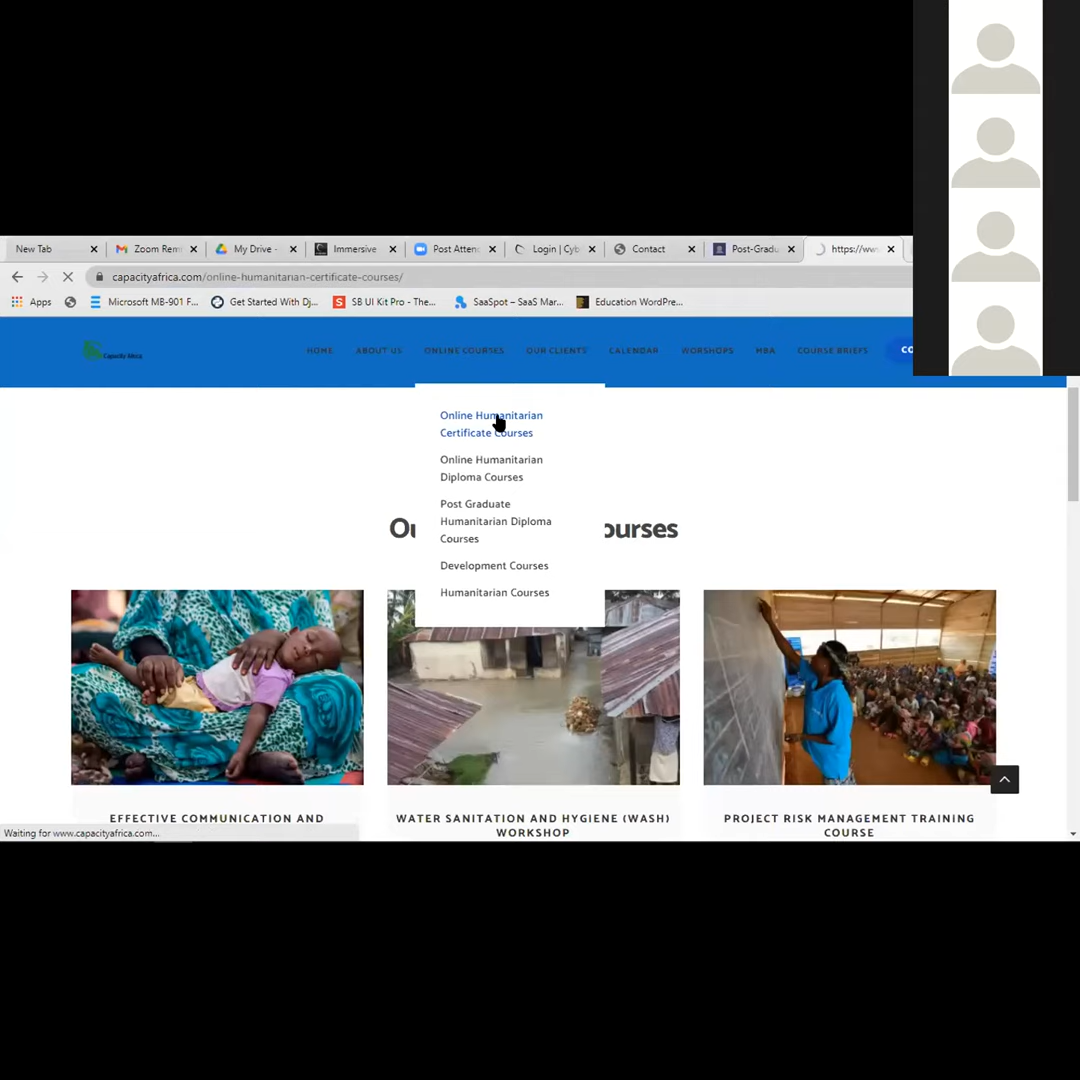 New Tab
Zoom Rem
My Drive -
Immersive
Post Atten
Login | Cyb
Contact
Post-Gradu
https://ww
capacityafrica.com/online-humanitarian-certificate-courses/
Apps
Microsoft MB-901 F...
Get Started With Dj...
SB UI Kit Pro - The...
SaaSpot – SaaS Mar...
Education WordPre...
Capacity Africa
HOME
ABOUT US
ONLINE COURSES
OUR CLIENTS
CALENDAR
WORSHOPS
MBA
COURSE BRIEFS
CO
Online Humanitarian
Certificate Courses
Online Humanitarian
Diploma Courses
Post Graduate
Humanitarian Diploma
Courses
Development Courses
Humanitarian Courses
Ou
ourses
EFFECTIVE COMMUNICATION AND
WATER SANITATION AND HYGIENE (WASH)
WORKSHOP
PROJECT RISK MANAGEMENT TRAINING
COURSE
Waiting for www.capacityafrica.com...